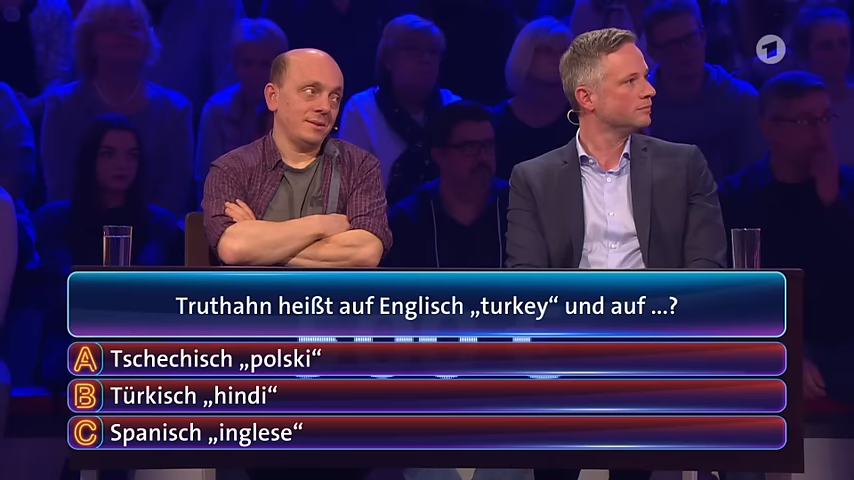 Truthahn heißt auf Englisch „turkey“ und auf ...?
A Tschechisch „polski“
B Türkisch „hindi“
C Spanisch „inglese“